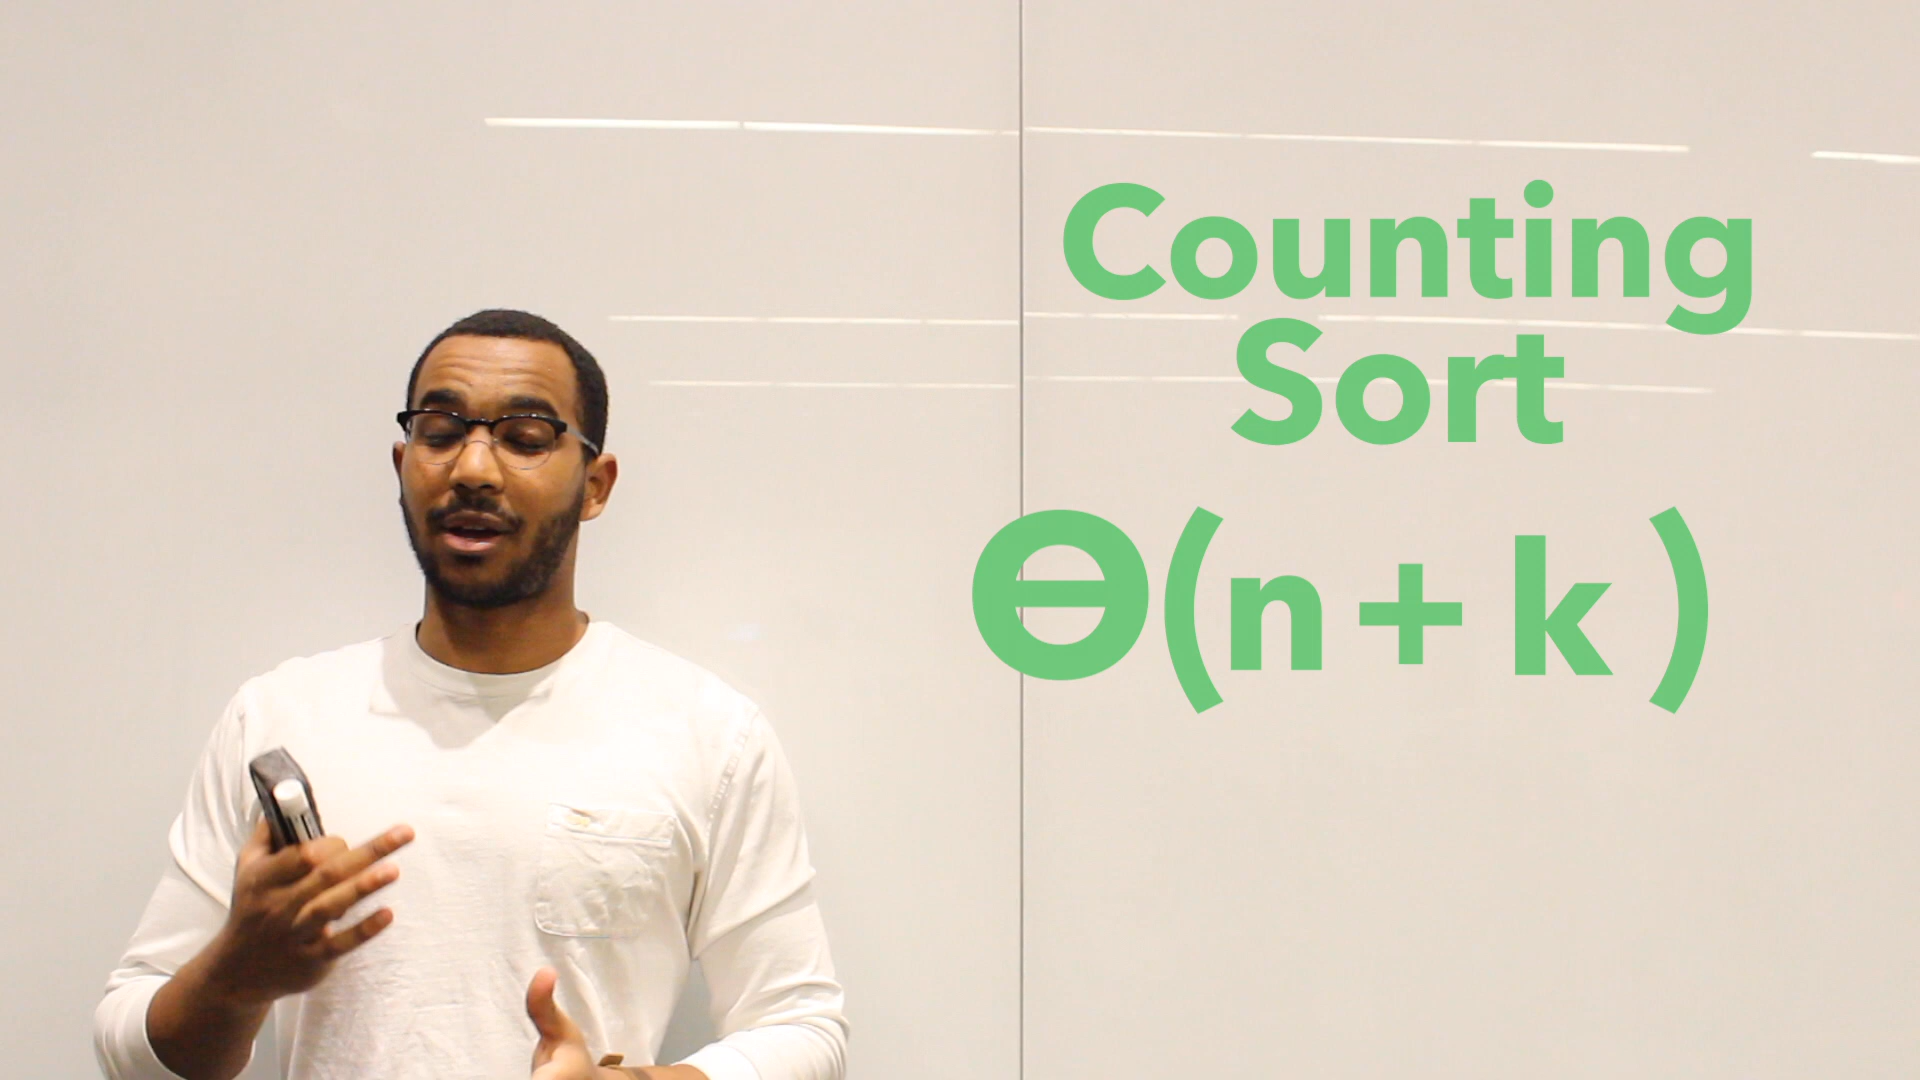 Counting
Sort
Θ(n + k)